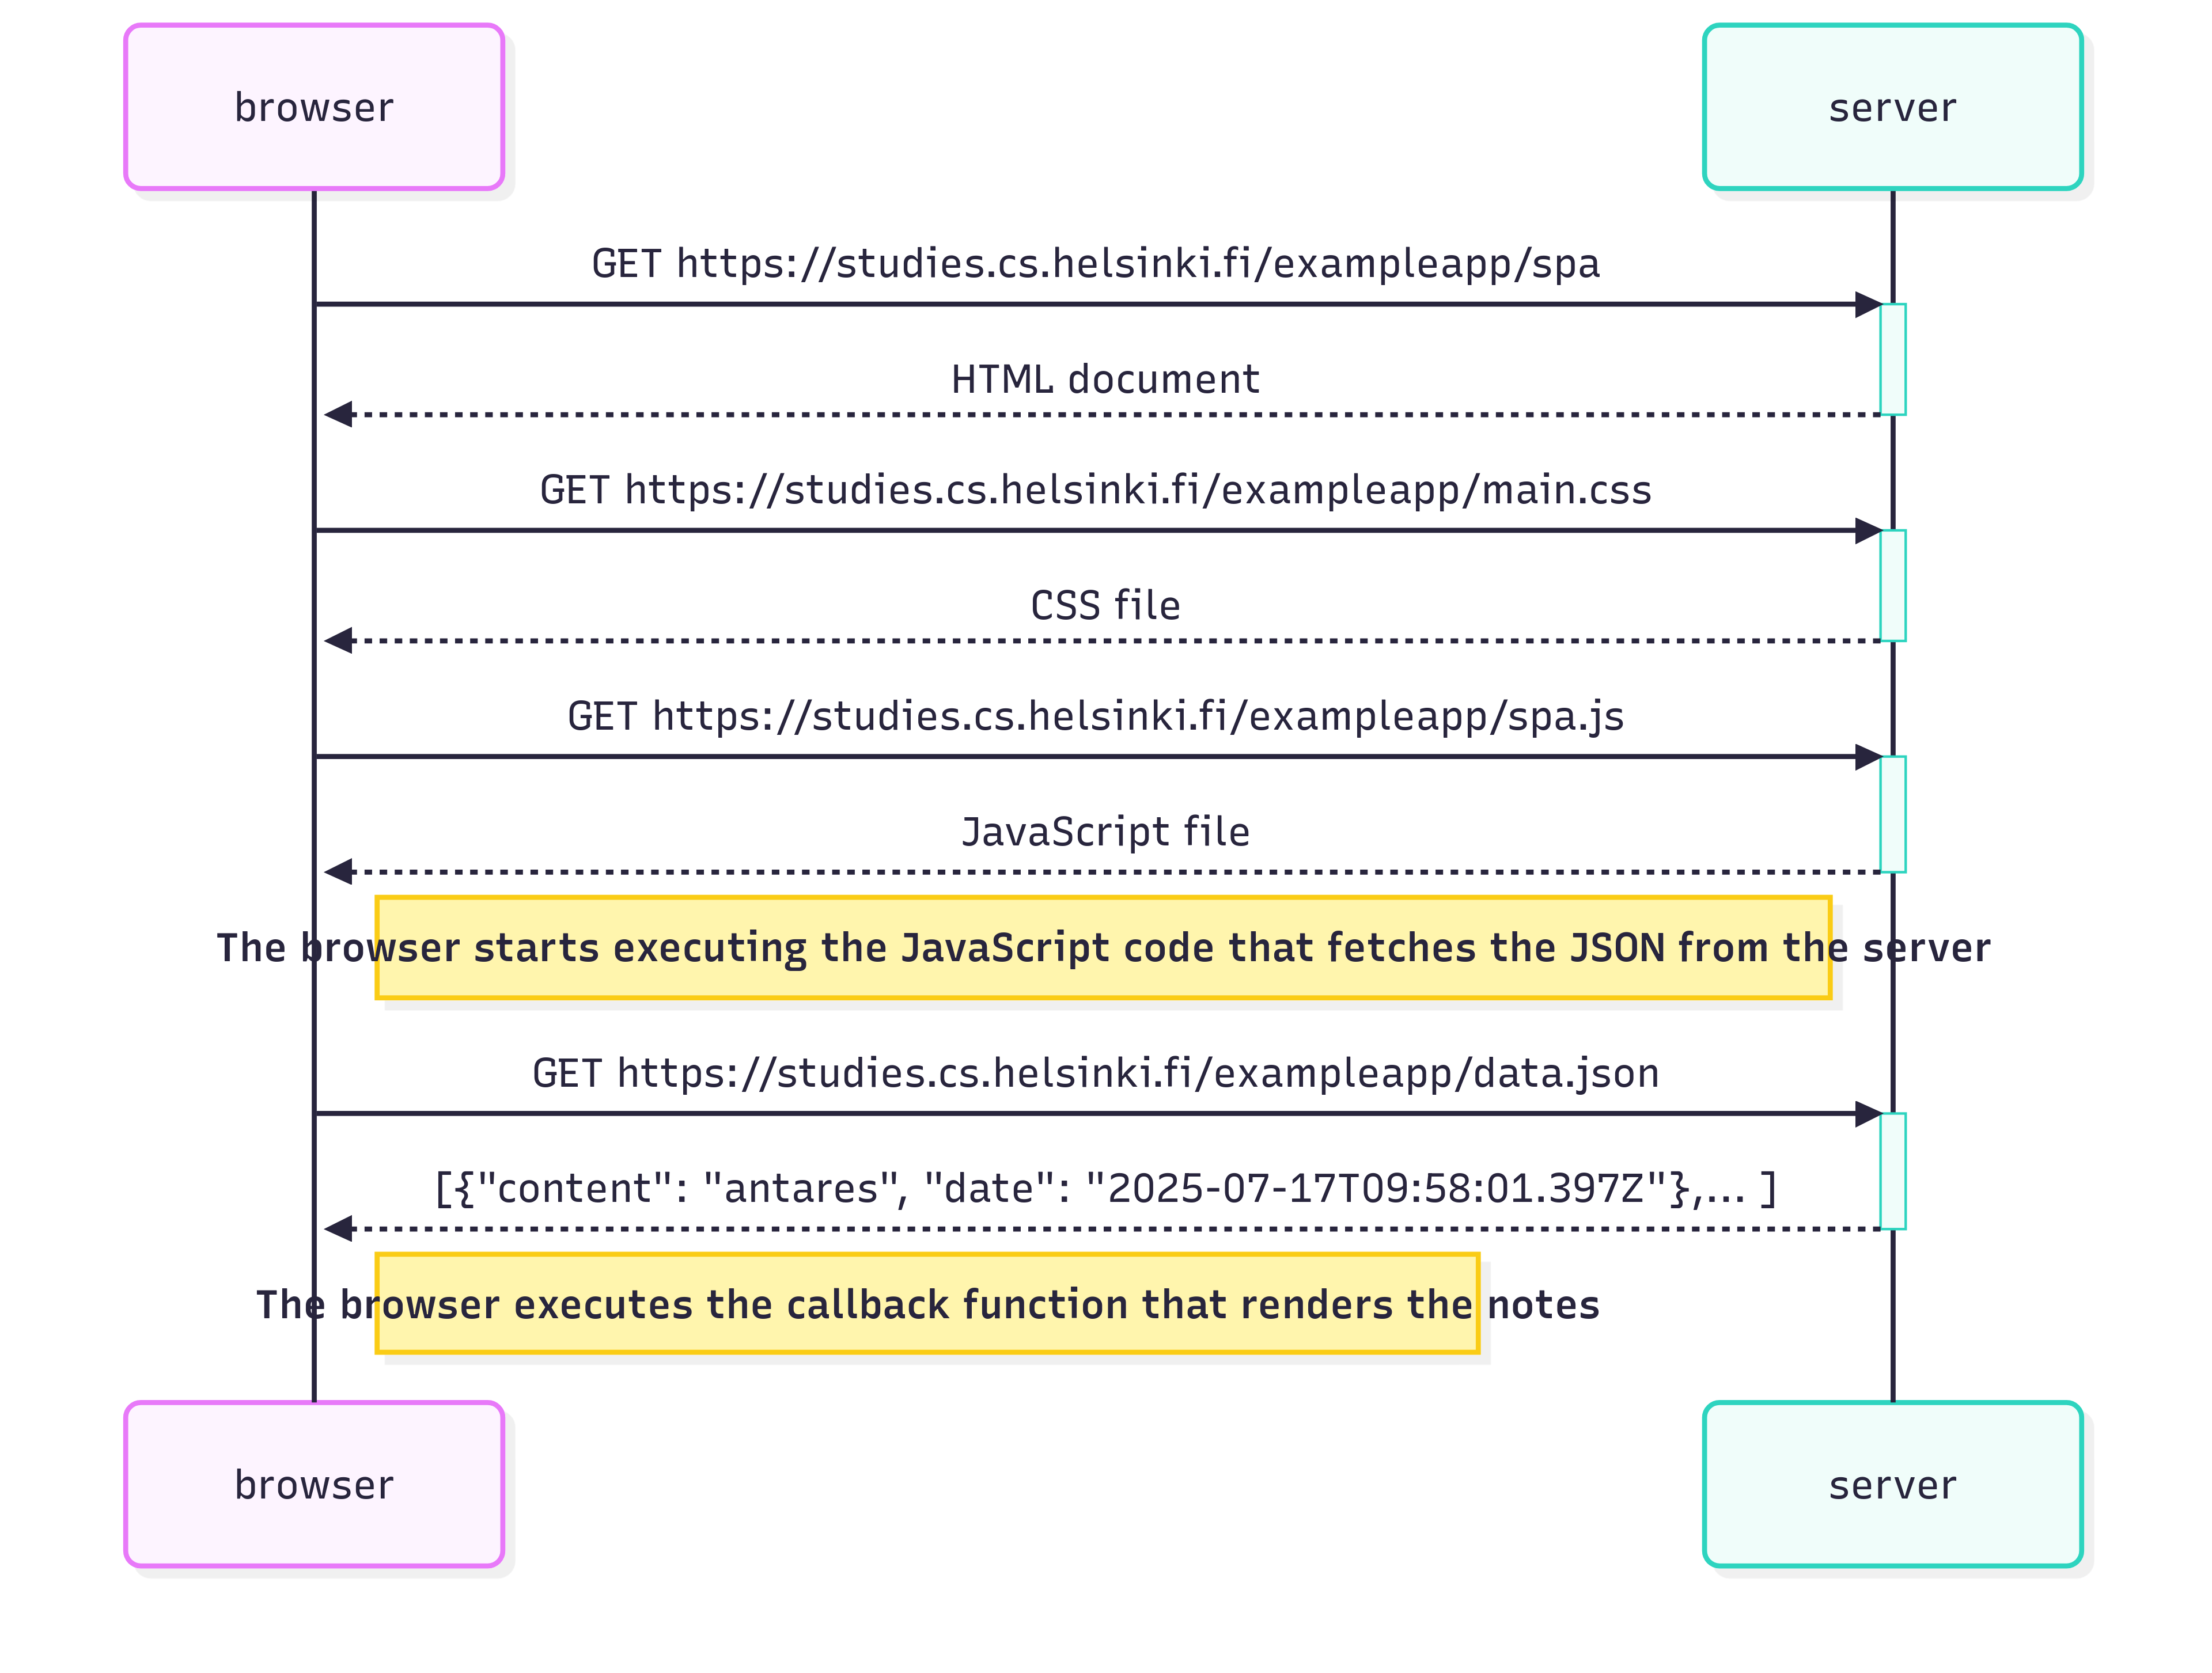 browser
server
GET https://studies.cs.helsinki.fi/exampleapp/spa
HTML document
GET https://studies.cs.helsinki.fi/exampleapp/main.css
CSS file
GET https://studies.cs.helsinki.fi/exampleapp/spa.js
JavaScript file
The browser starts executing the JavaScript code that fetches the JSON from the server
GET https://studies.cs.helsinki.fi/exampleapp/data.json
[{"content": "antares", "date": "2025-07-17T09:58:01.397Z"},... ]
The browser executes the callback function that renders the notes
browser
server